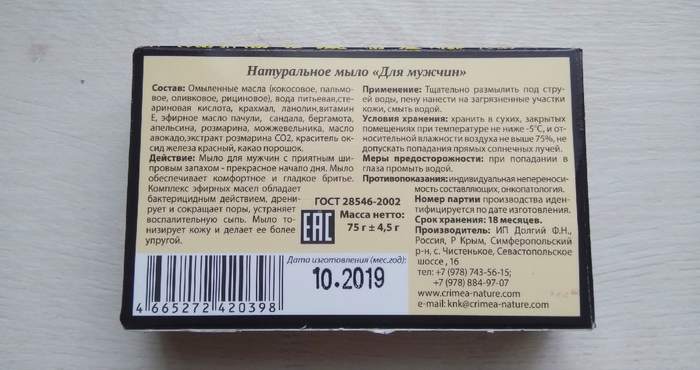 Натуральное мыло «Для мужчин»
Состав: Омыленные масла (кокосовое, пальмо-
вое, оливковое, рициновое), вода питьевая,сте-
ариновая кислота, крахмал, ланолин,витамин
Е, эфирное масло пачули, сандала, бергамота,
апельсина, розмарина, можжевельника, масло
авокадо,экстракт розмарина СО2, краситель ок-
сид железа красный, какао порошок.
Действие: Мыло для мужчин с приятным ши-
провым запахом - прекрасное начало дня. Мыло
обеспечивает комфортное и гладкое бритье.
Комплекс эфирных масел обладает
бактерицидным действием, дрени-
рует и сокращает поры, устраняет
воспалительную сыпь. Мыло то-
низирует кожу и делает ее более
упругой.
ГОСТ 28546-2002
Масса нетто:
75 г ± 4,5 г
EAC
Применение: Тщательно размылить под стру-
ей воды, пену нанести на загрязненные участки
кожи, смыть водой.
Условия хранения: хранить в сухих, закрытых
помещениях при температуре не ниже -5°С, и от-
носительной влажности воздуха не выше 75%, не
допускать попадания прямых солнечных лучей.
Меры предосторожности: при попадании в
глаза промыть водой.
Противопоказания: индивидуальная непереноси-
мость составляющих, онкопатология.
Номер партии производства иден-
тифицируется по дате изготовления.
Срок хранения: 18 месяцев.
Производитель: ИП Долгий Ф.Н.,
Россия, Р Крым, Симферопольский
р-н, с. Чистенькое, Севастопольское
шоссе , 16
тел: +7 (978) 743-56-15;
+7 (978) 884-97-07
www.crimea-nature.com
e-mail: knk@crimea-nature.com
Дата изготовления (мес.год):
10.2019
4 665272 420398